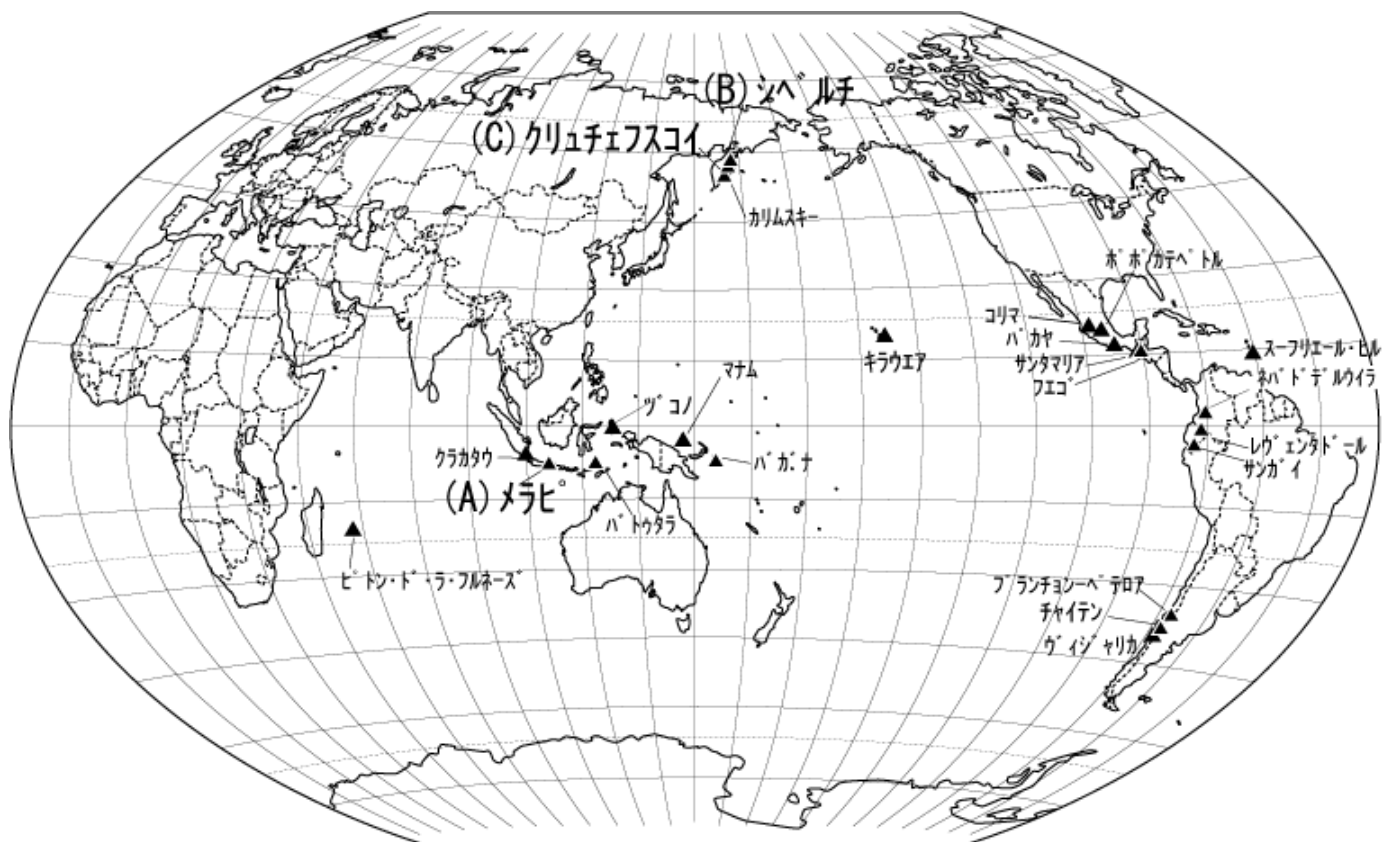 (B) シベルチ
(C) クリュチェフスコイ
カリムスキー
ポポカテペトル
コリマ
パカヤ
サンタマリア
フエゴ
スーフリエール・ヒル
ネバドデルウイラ
キラウエア
マナム
ヅコノ
クラカタウ
バガナ
レヴェンタドール
サンガイ
(A) メラピ
バトゥタラ
ピトン・ド・ラ・フルネーズ
プランチョンーペテロア
チャイテン
ヴィジャリカ